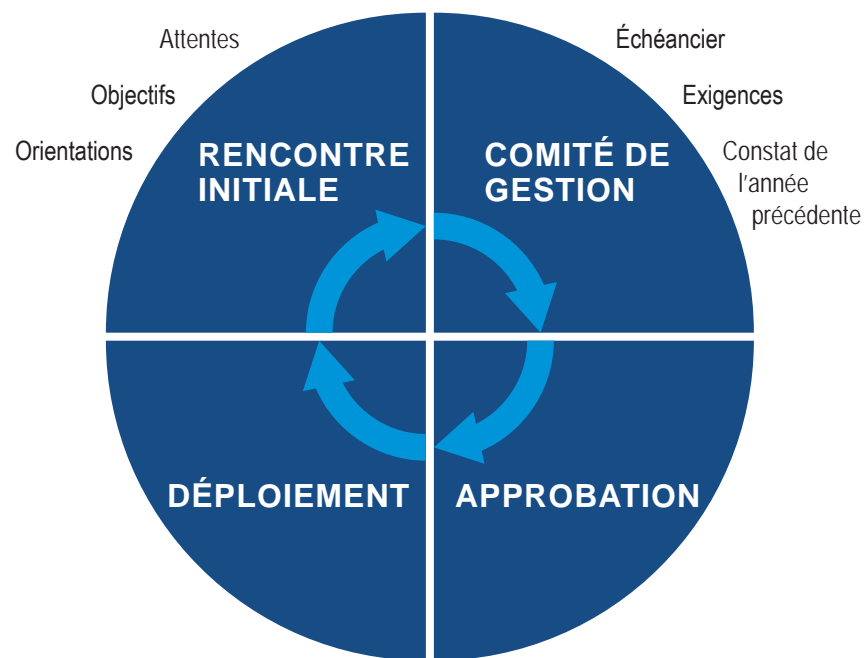 Attentes
Objectifs
Orientations
RENCONTRE
INITIALE
Échéancier
Exigences
Constat de
l'année
précédente
COMITÉ DE
GESTION
DÉPLOIEMENT
APPROBATION